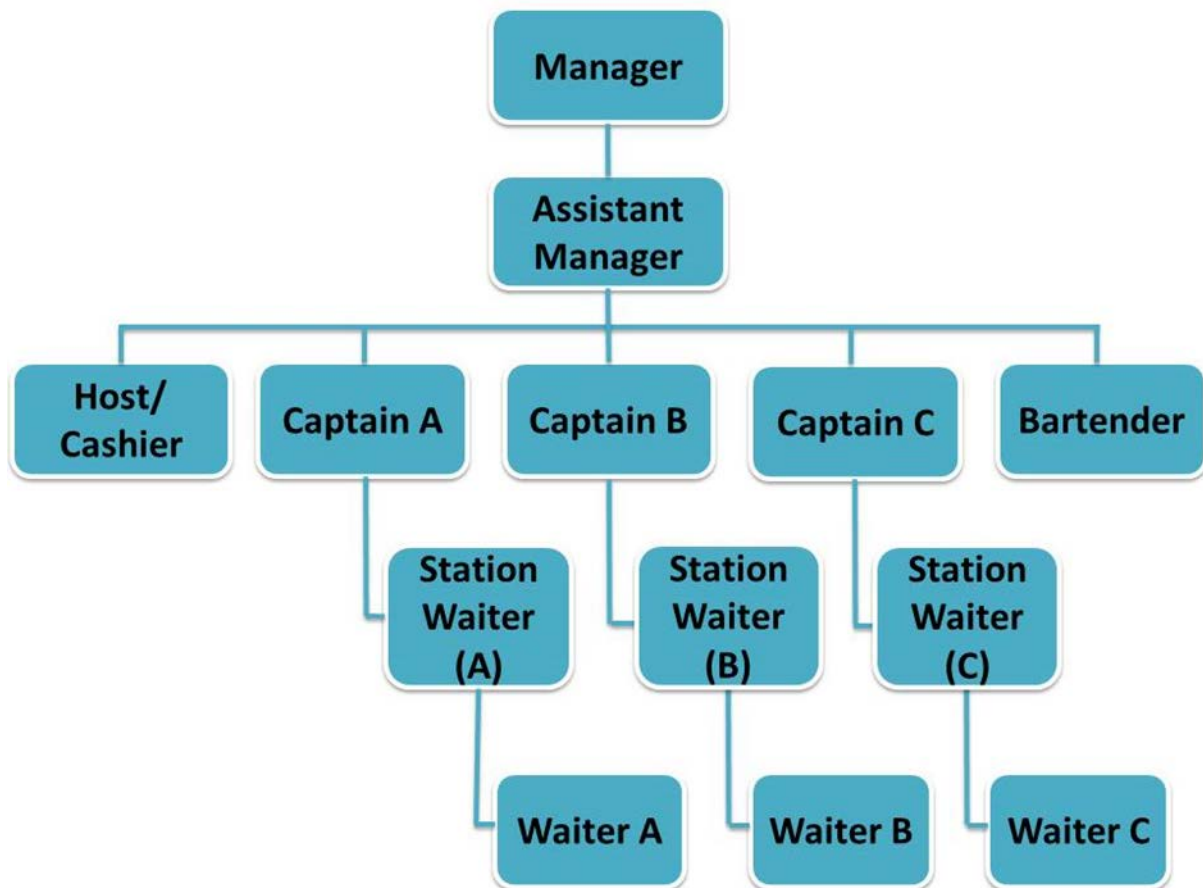 Manager
Assistant
Manager
Host/
Cashier
Captain A
Captain B
Captain C
Bartender
Station
Waiter
(A)
Station
Waiter
(B)
Station
Waiter
(C)
Waiter A
Waiter B
Waiter C